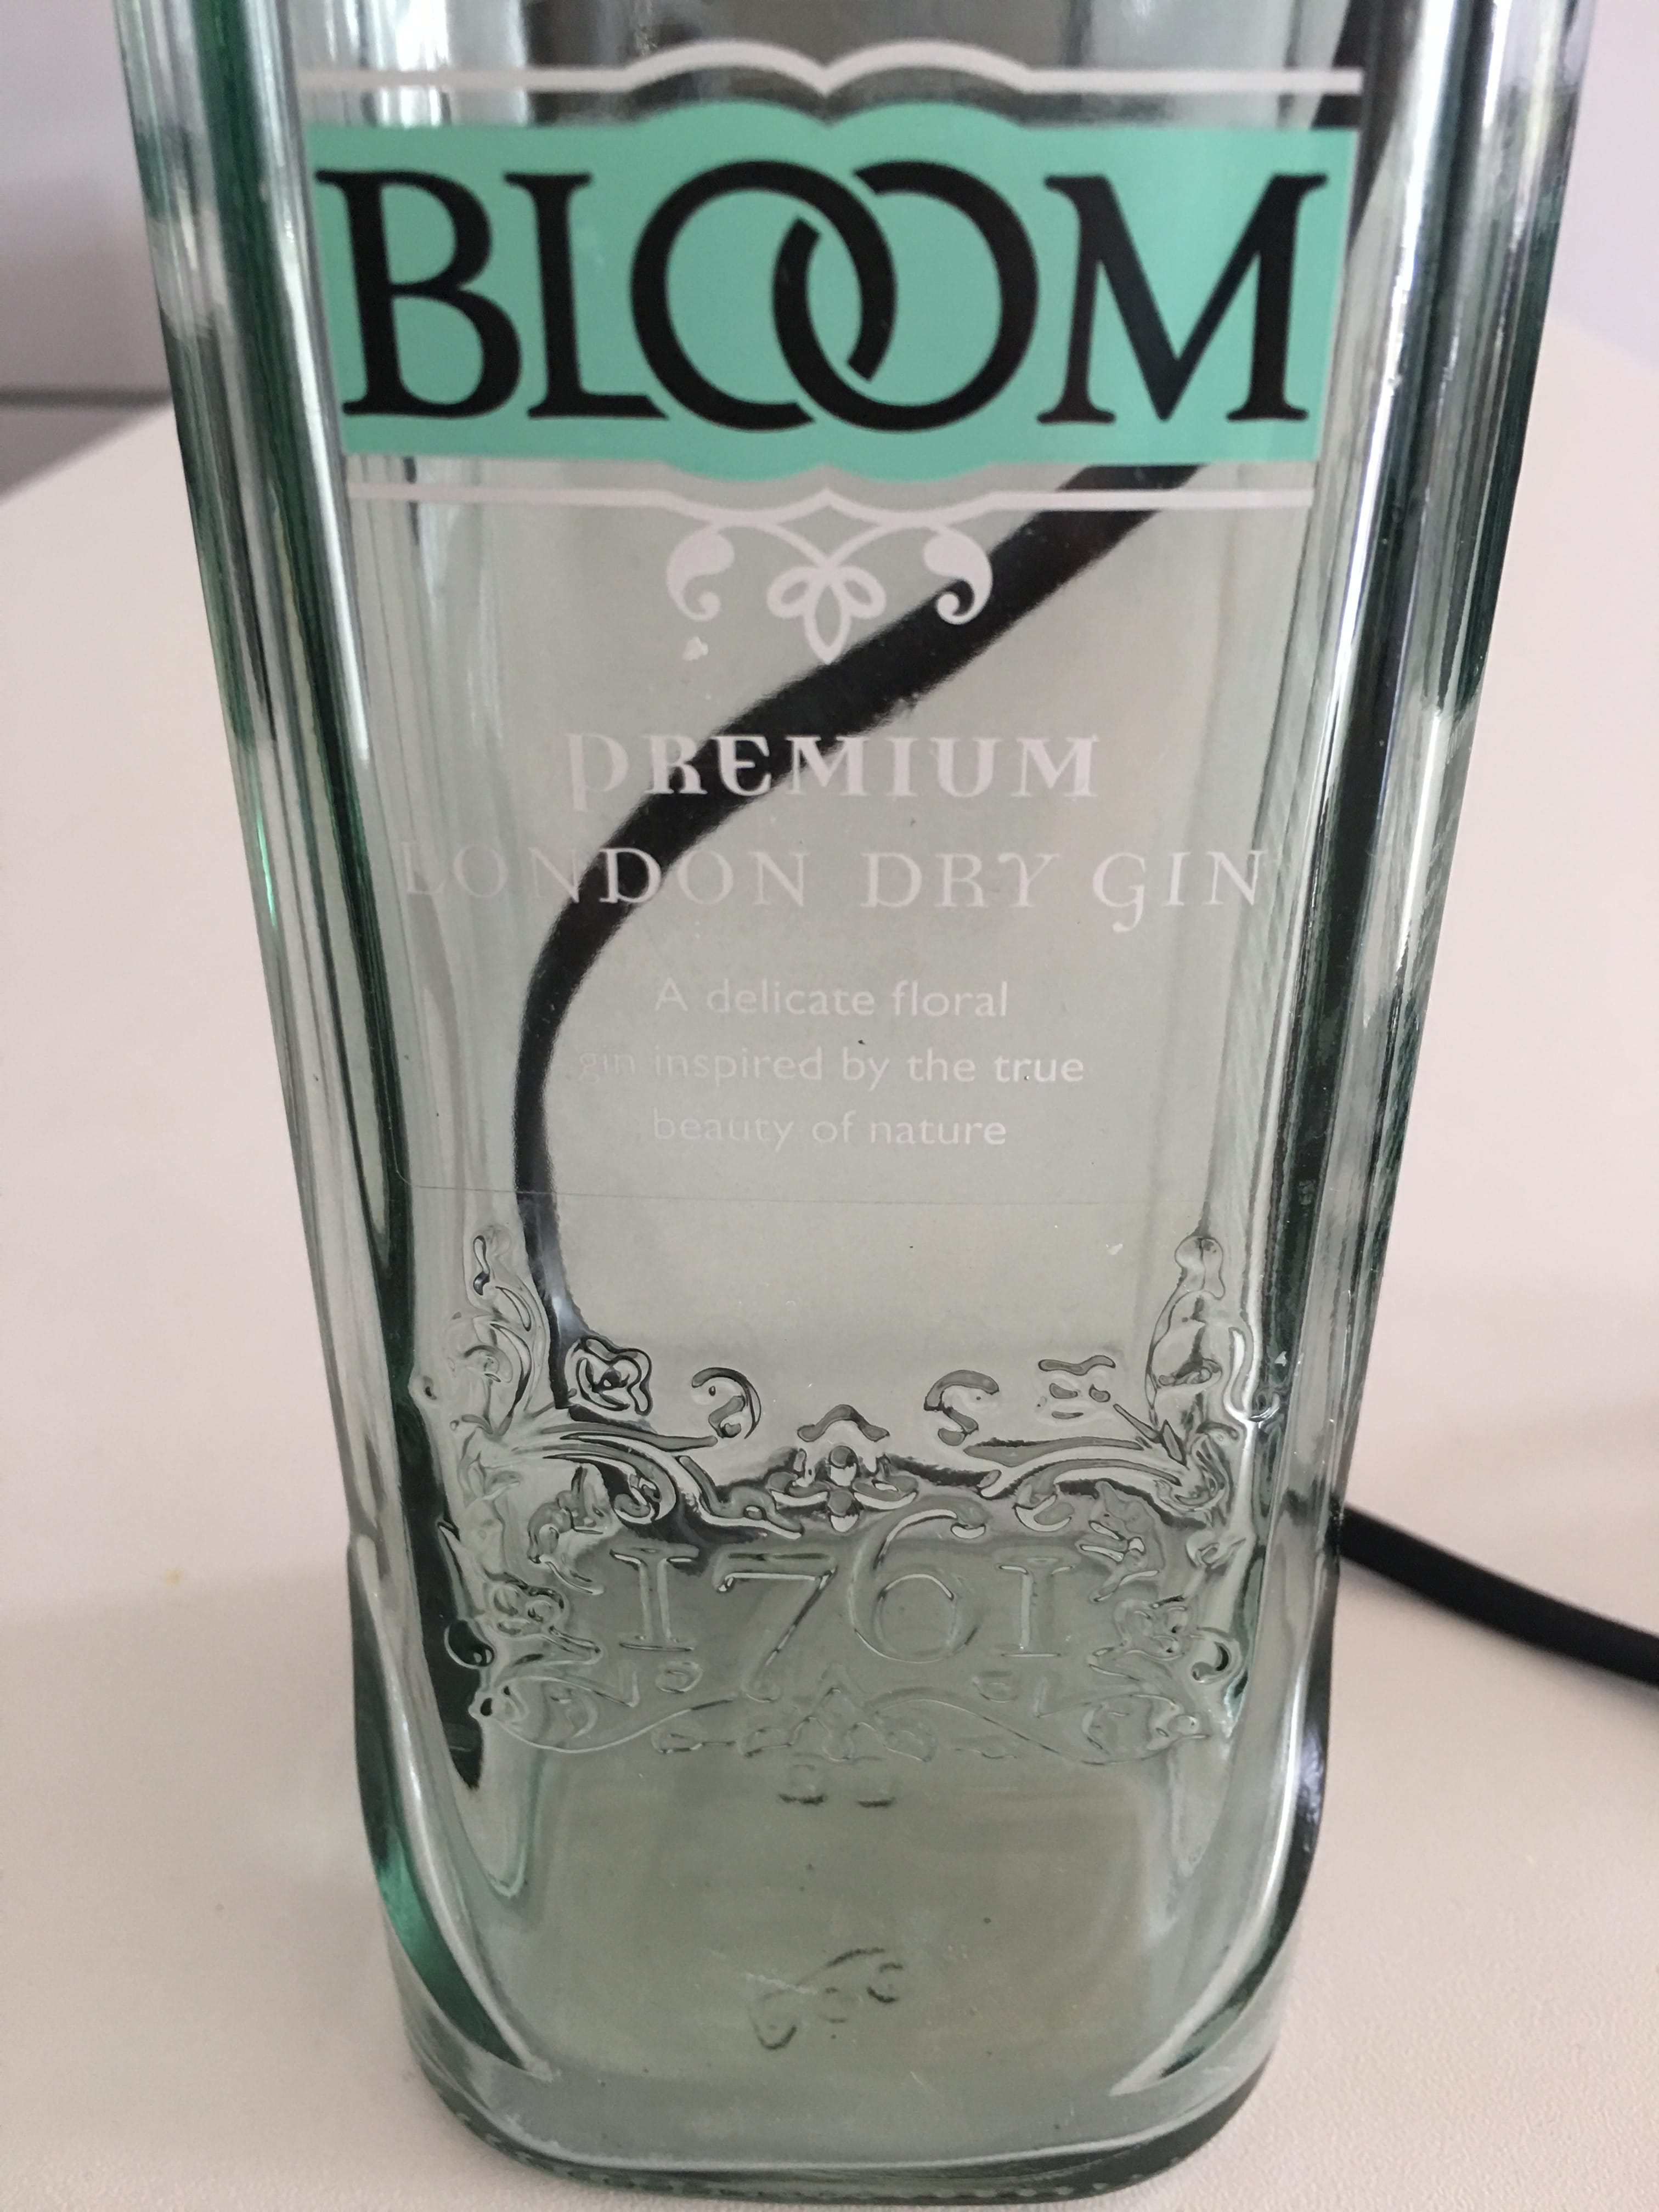 BLOOM
PREMIUM
LONDON DRY GIN
A delicate floral
gin inspired by the true
beauty of nature
1761